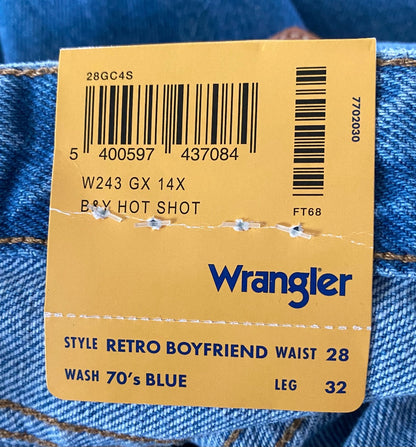 28GC4S
5 400597 437084
7702030
W243 GX 14X
B&Y HOT SHOT
FT68
Wrangler
STYLE RETRO BOYFRIEND WAIST 28
WASH 70's BLUE LEG 32